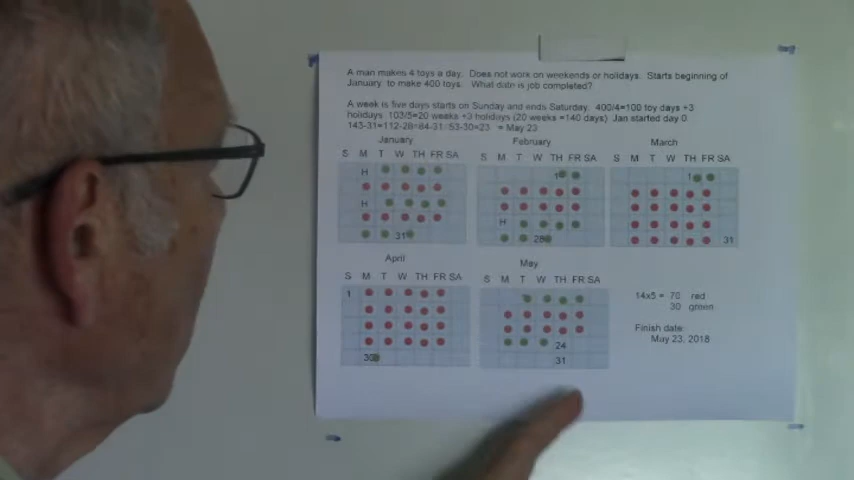 A man makes 4 toys a day. Does not work on weekends or holidays. Starts beginning of
January to make 400 toys. What date is job completed?
A week is five days starts on Sunday and ends Saturday. 400/4=100 toy days +3
holidays 103/5=20 weeks +3 holidays (20 weeks =140 days) Jan started day 0
143-31=112-28=84-31=53-30=23 = May 23
January February March
S M T W TH FR SA S M T W TH FR SA S M T W TH FR SA
H 1 1
H
H
31 28 31
April May
S M T W TH FR SA S M T W TH FR SA
1
14x5 = 70 red
30 green
Finish date:
24 May 23, 2018
30 31